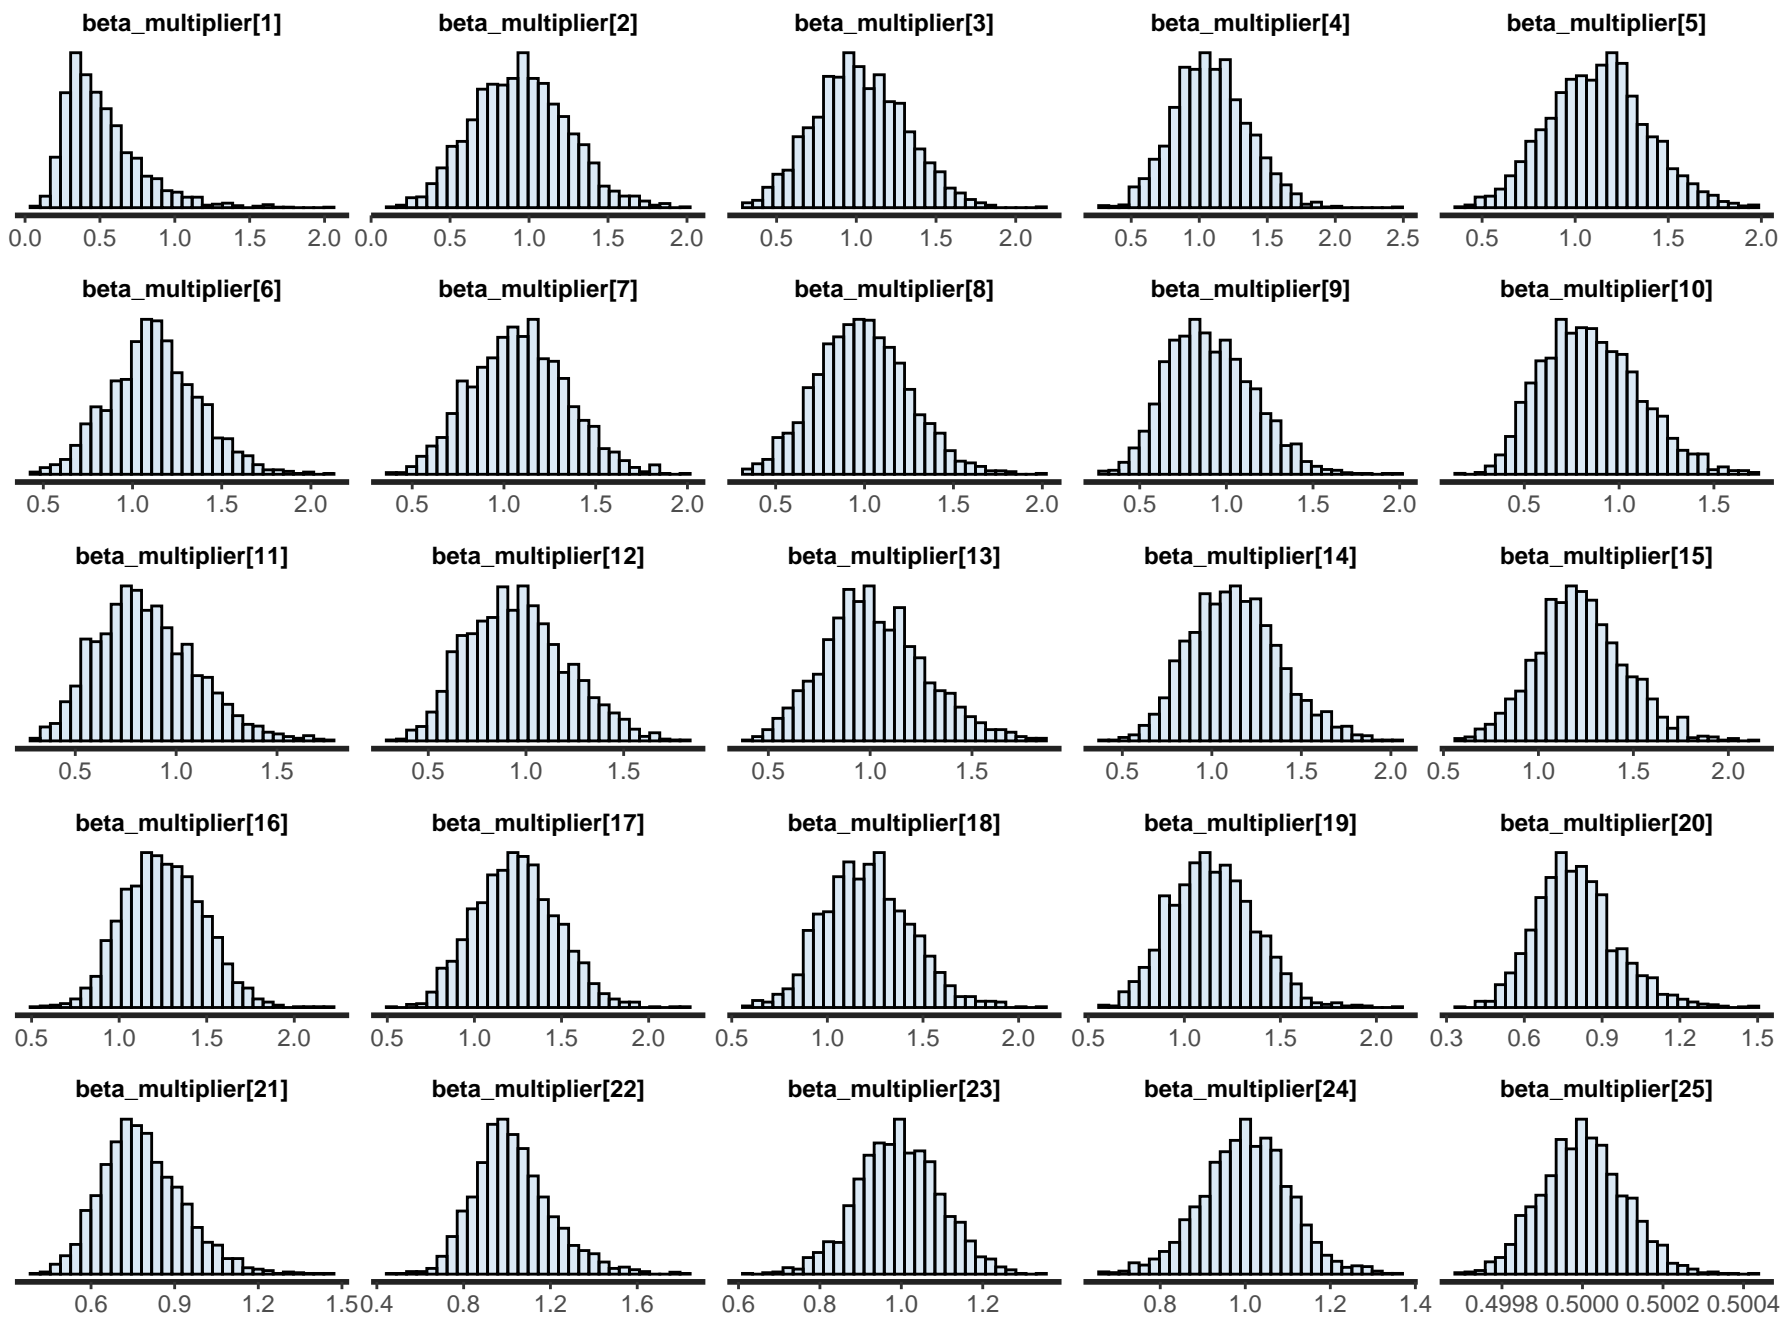 beta_multiplier[1] beta_multiplier[2] beta_multiplier[3] beta_multiplier[4] beta_multiplier[5]
0.0 0.5 1.0 1.5 2.0 0.0 0.5 1.0 1.5 2.0 0.5 1.0 1.5 2.0 0.5 1.0 1.5 2.0 2.5 0.5 1.0 1.5 2.0
beta_multiplier[6] beta_multiplier[7] beta_multiplier[8] beta_multiplier[9] beta_multiplier[10]
0.5 1.0 1.5 2.0 0.5 1.0 1.5 2.0 0.5 1.0 1.5 2.0 0.5 1.0 1.5 2.0 0.5 1.0 1.5
beta_multiplier[11] beta_multiplier[12] beta_multiplier[13] beta_multiplier[14] beta_multiplier[15]
0.5 1.0 1.5 0.5 1.0 1.5 0.5 1.0 1.5 0.5 1.0 1.5 2.0 0.5 1.0 1.5 2.0
beta_multiplier[16] beta_multiplier[17] beta_multiplier[18] beta_multiplier[19] beta_multiplier[20]
0.5 1.0 1.5 2.0 0.5 1.0 1.5 2.0 0.5 1.0 1.5 2.0 0.5 1.0 1.5 2.0 0.3 0.6 0.9 1.2 1.5
beta_multiplier[21] beta_multiplier[22] beta_multiplier[23] beta_multiplier[24] beta_multiplier[25]
0.6 0.9 1.2 1.5 0.4 0.8 1.2 1.6 0.6 0.8 1.0 1.2 0.8 1.0 1.2 1.4 0.4998 0.5000 0.5002 0.5004